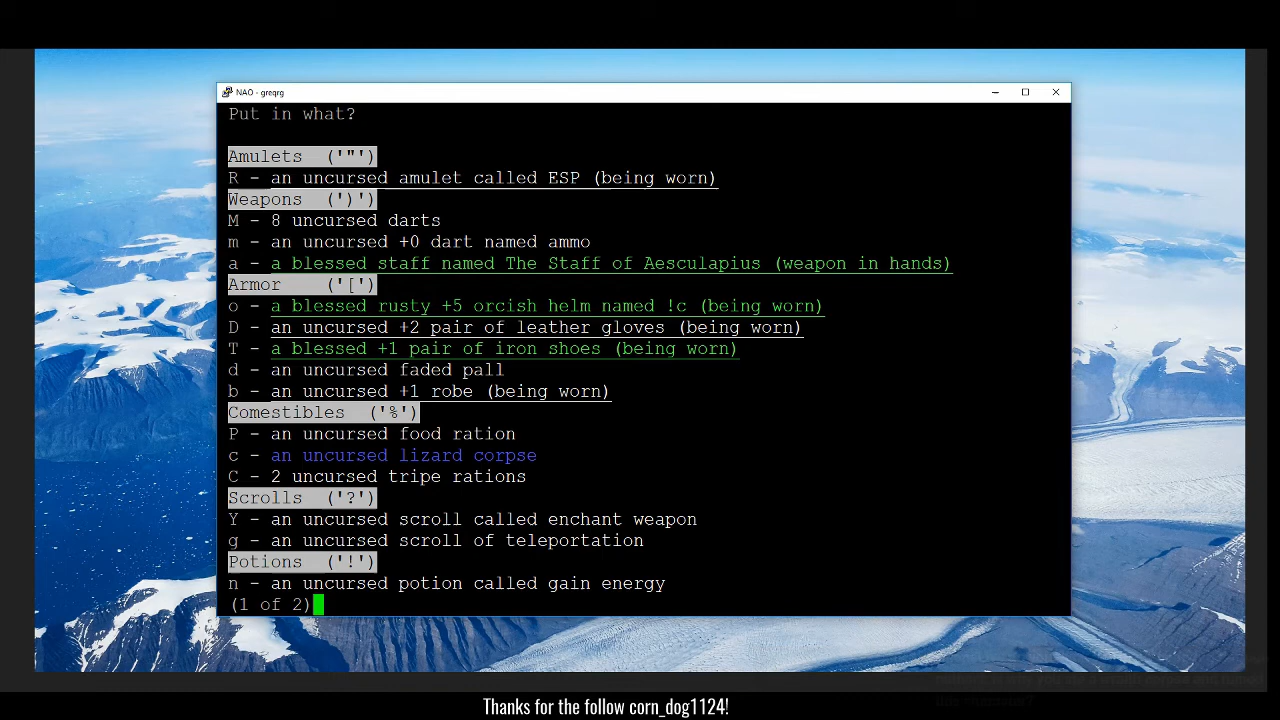 NAO - greqrg
Put in what?
Amulets ('"')
R - an uncursed amulet called ESP (being worn)
Weapons (')')
M - 8 uncursed darts
m - an uncursed +0 dart named ammo
a - a blessed staff named The Staff of Aesculapius (weapon in hands)
Armor ('[')
o - a blessed rusty +5 orcish helm named !c (being worn)
D - an uncursed +2 pair of leather gloves (being worn)
T - a blessed +1 pair of iron shoes (being worn)
d - an uncursed faded pall
b - an uncursed +1 robe (being worn)
Comestibles ('%')
P - an uncursed food ration
c - an uncursed lizard corpse
C - 2 uncursed tripe rations
Scrolls ('?')
Y - an uncursed scroll called enchant weapon
g - an uncursed scroll of teleportation
Potions ('!')
n - an uncursed potion called gain energy
(1 of 2)
Thanks for the follow corn_dog1124!